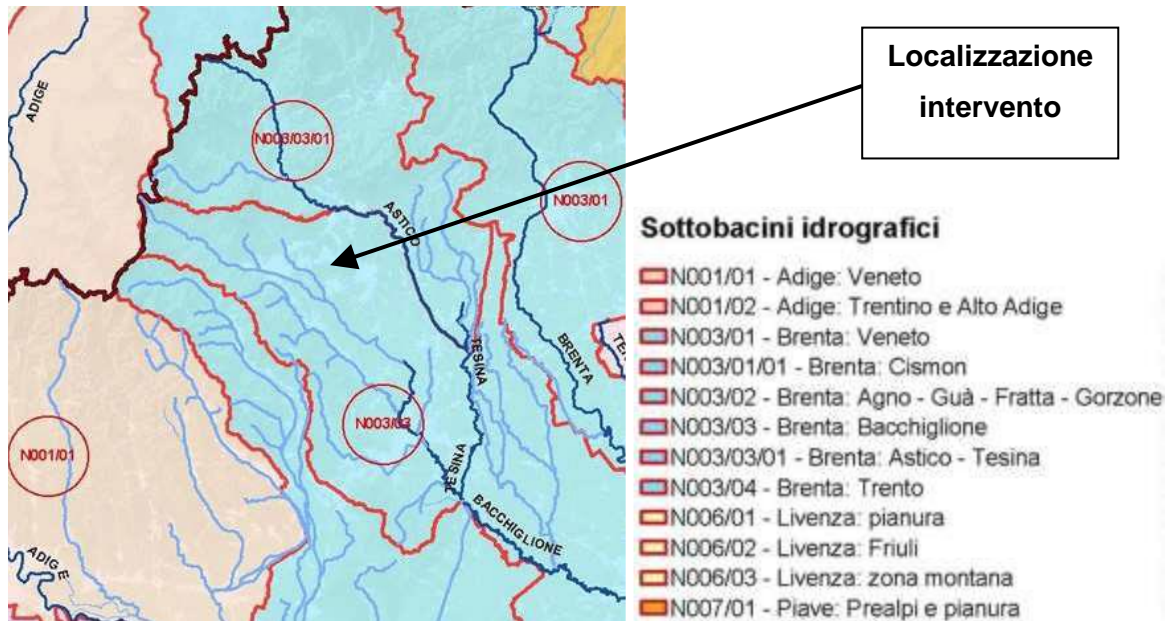 ADIGE
N003/03/01
N003/01
ASTICO
BRENTA
TESINA
N003/03
N001/01
TESINA
BACCHIGLIONE
ADIGE
Localizzazione
intervento
Sottobacini idrografici
N001/01 - Adige: Veneto
N001/02 - Adige: Trentino e Alto Adige
N003/01 - Brenta: Veneto
N003/01/01 - Brenta: Cismon
N003/02 - Brenta: Agno - Guà - Fratta - Gorzone
N003/03 - Brenta: Bacchiglione
N003/03/01 - Brenta: Astico - Tesina
N003/04 - Brenta: Trento
N006/01 - Livenza: pianura
N006/02 - Livenza: Friuli
N006/03 - Livenza: zona montana
N007/01 - Piave: Prealpi e pianura